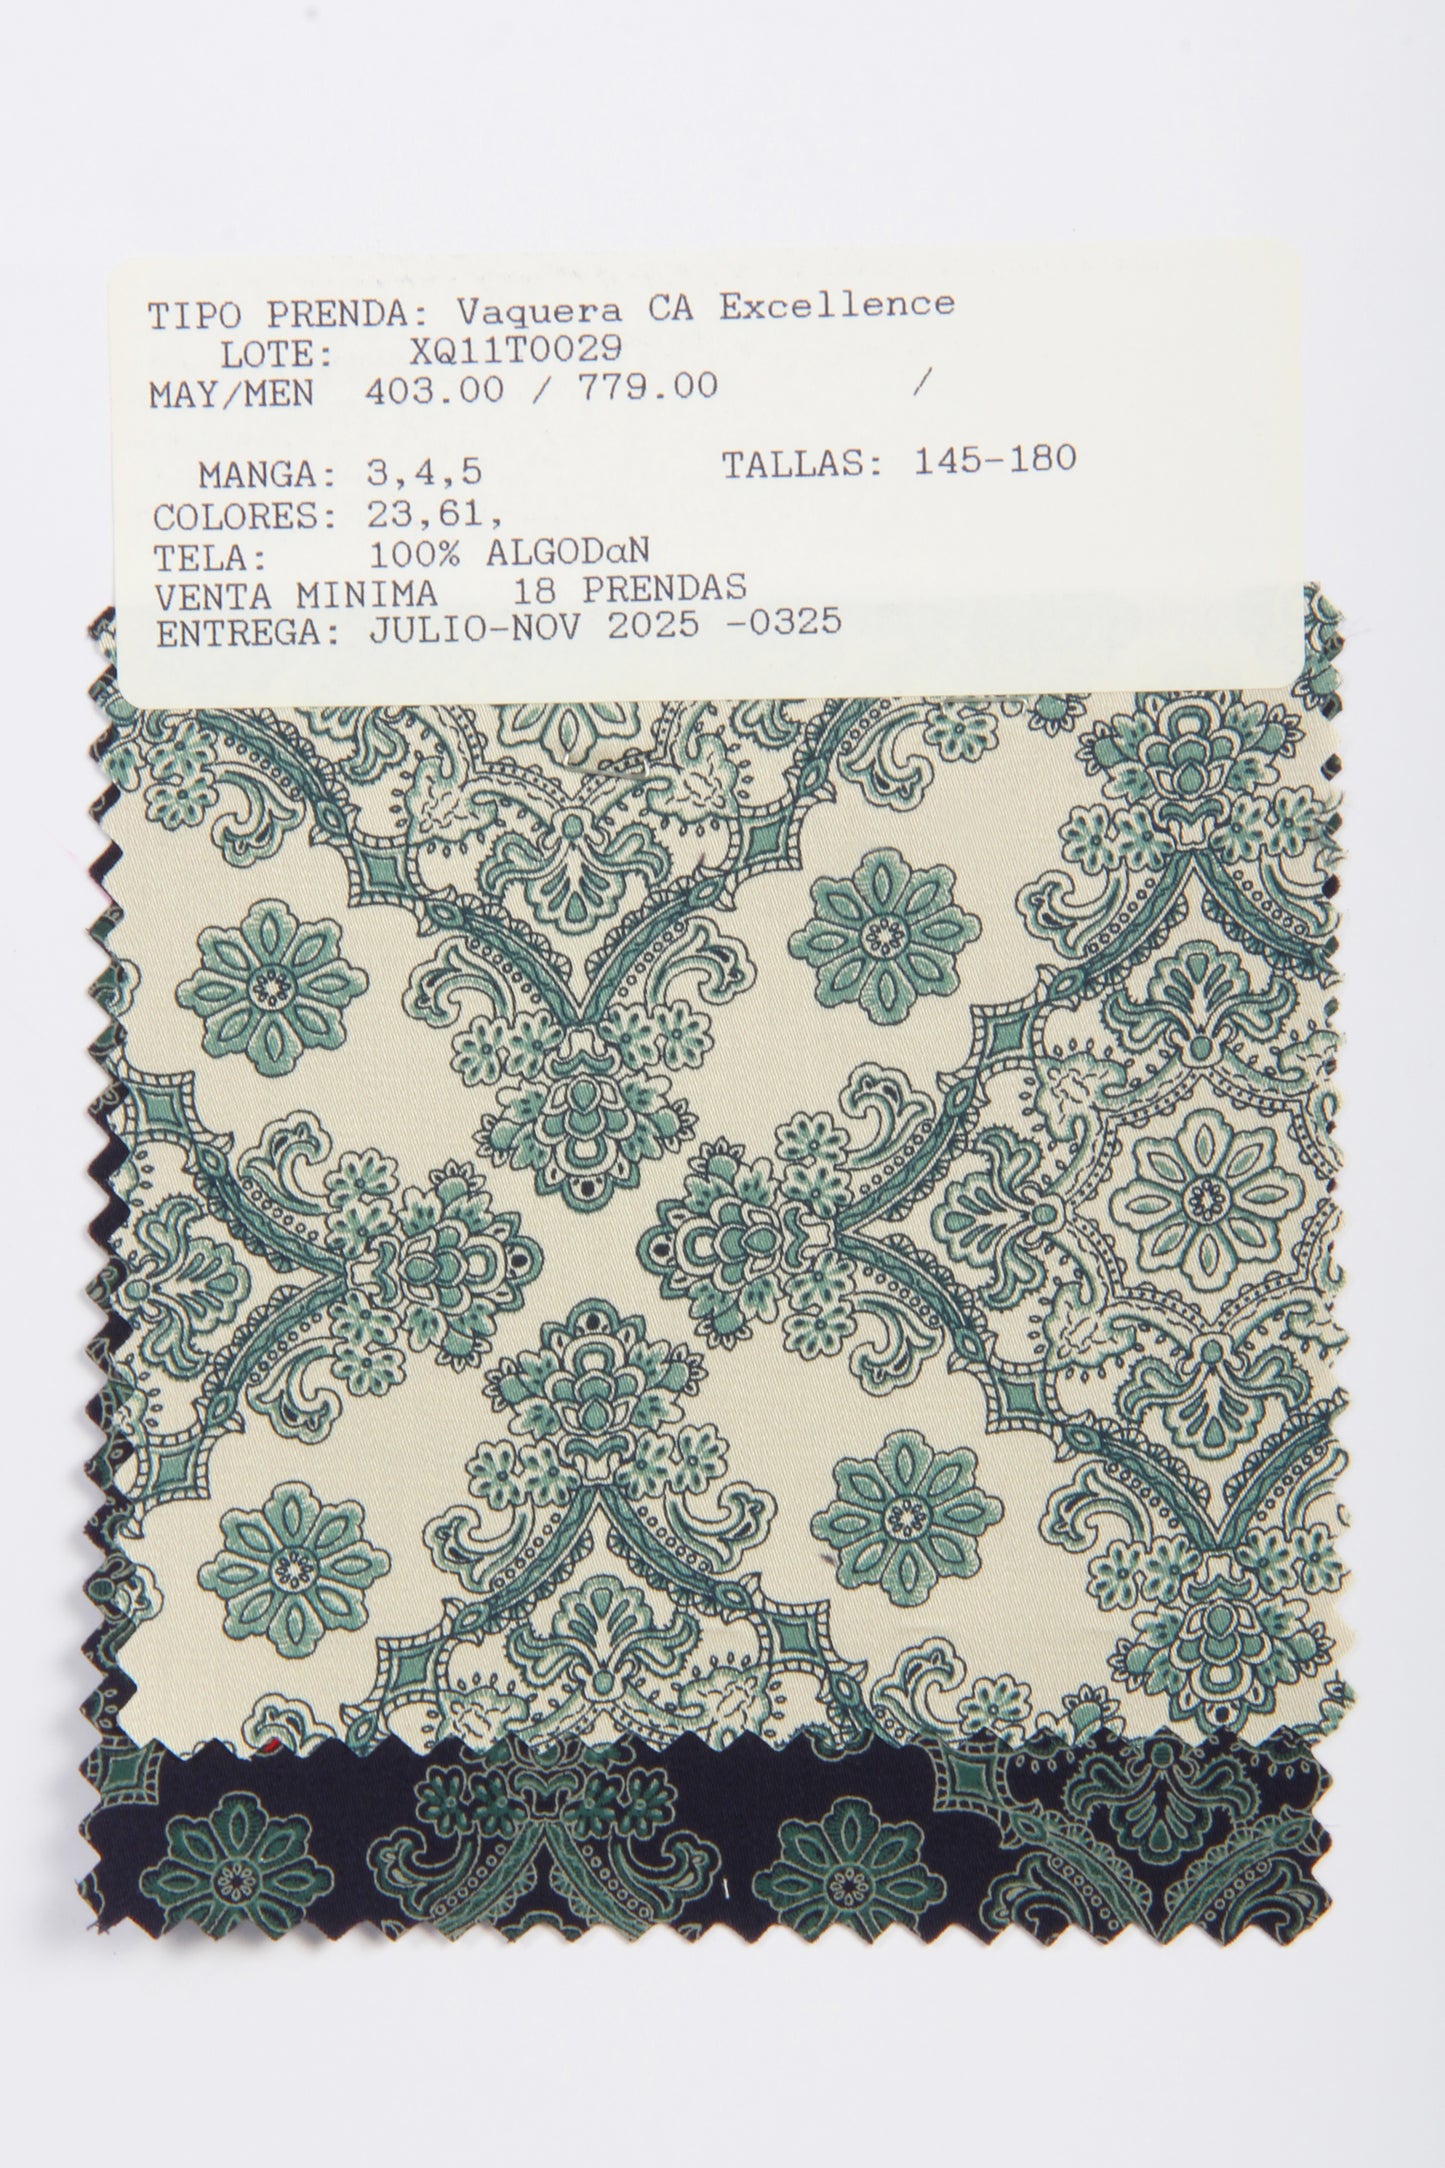 TIPO PRENDA: Vaquera CA Excellence
LOTE: XQ11T0029
MAY/MEN 403.00 / 779.00 /
MANGA: 3,4,5 TALLAS: 145-180
COLORES: 23,61,
TELA: 100% ALGODαN
VENTA MINIMA 18 PRENDAS
ENTREGA: JULIO-NOV 2025 -0325